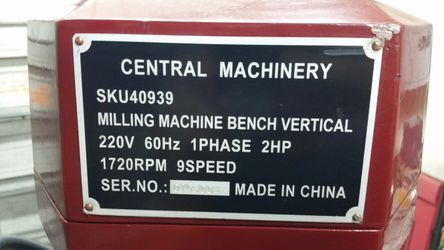 CENTRAL MACHINERY
SKU40939
MILLING MACHINE BENCH VERTICAL
220V 60Hz 1PHASE 2HP
1720RPM 9SPEED
SER.NO.: MADE IN CHINA